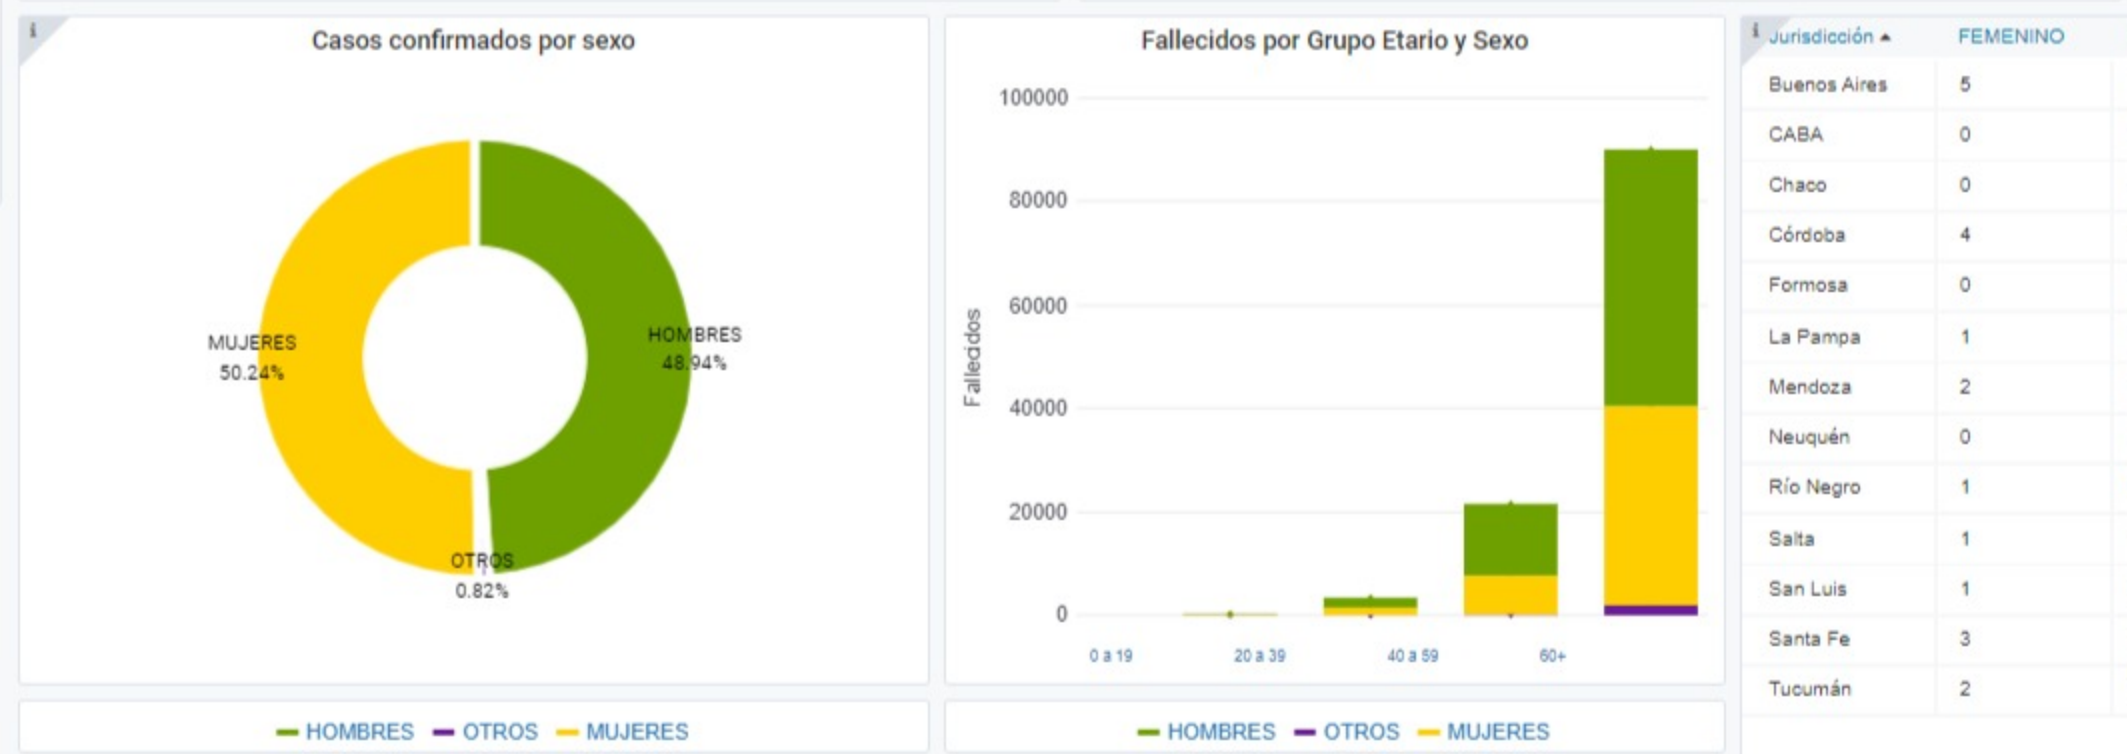 Casos confirmados por sexo
MUJERES
50.24%
HOMBRES
48.94%
OTROS
0.82%
HOMBRES OTROS MUJERES
Fallecidos por Grupo Etario y Sexo
Fallecidos
100000
80000
60000
40000
20000
0
0 a 19 20 a 39 40 a 59 60+
HOMBRES OTROS MUJERES
Jurisdicción FEMENINO
Buenos Aires 5
CABA 0
Chaco 0
Córdoba 4
Formosa 0
La Pampa 1
Mendoza 2
Neuquén 0
Río Negro 1
Salta 1
San Luis 1
Santa Fe 3
Tucumán 2